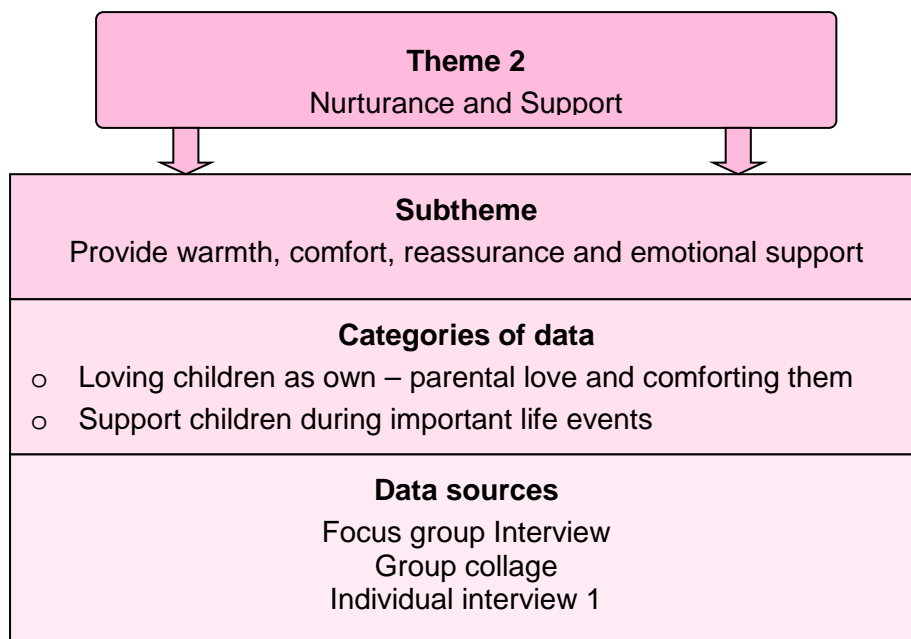 Theme 2
Nurturance and Support
Subtheme
Provide warmth, comfort, reassurance and emotional support
Categories of data
o Loving children as own – parental love and comforting them
o Support children during important life events
Data sources
Focus group Interview
Group collage
Individual interview 1